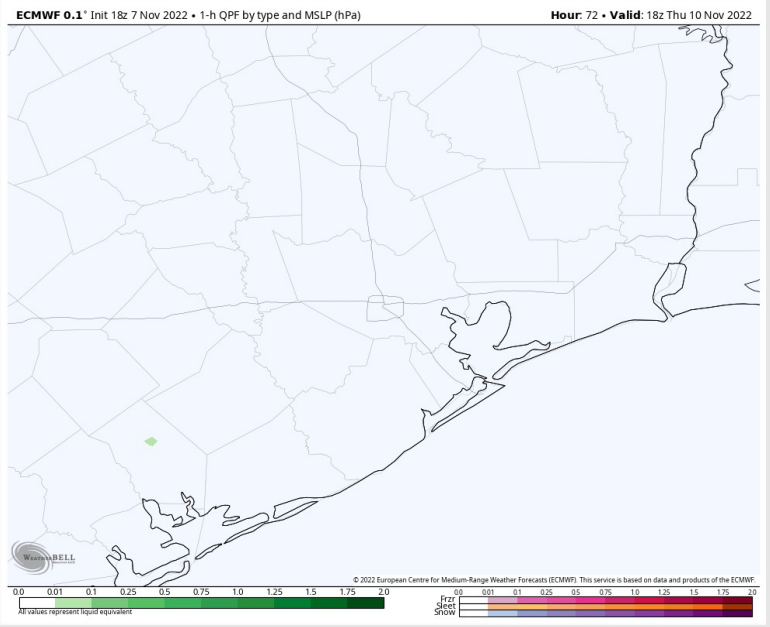 ECMWF 0.1° Init 18z 7 Nov 2022 • 1-h QPF by type and MSLP (hPa)
Hour: 72 • Valid: 18z Thu 10 Nov 2022
WEATHERBELL
© 2022 European Centre for Medium-Range Weather Forecasts (ECMWF). This service is based on data and products of the ECMWF.
0.0 0.01 0.1 0.25 0.5 0.75 1.0 1.25 1.5 1.75 2.0
All values represent liquid equivalent
0.0 0.01 0.1 0.25 0.5 0.75 1.0 1.25 1.5 1.75 2.0
Frzr
Sleet
Snow